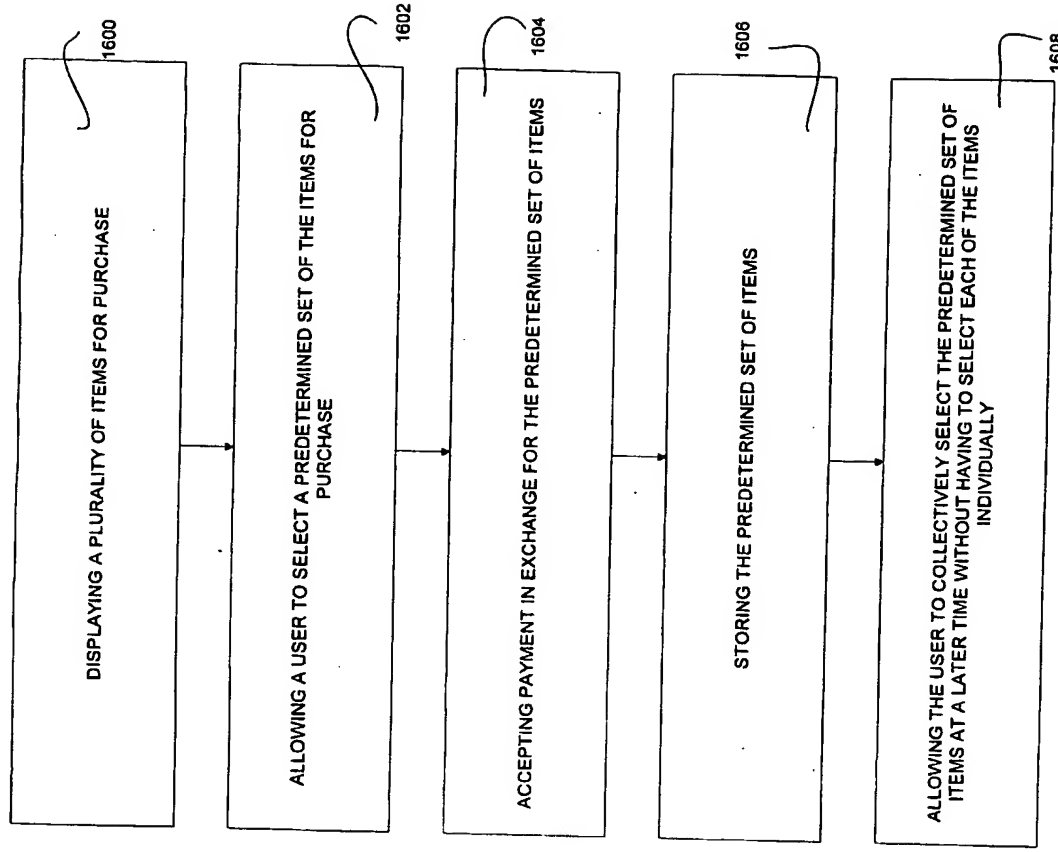 DISPLAYING A PLURALITY OF ITEMS FOR PURCHASE
1600
ALLOWING A USER TO SELECT A PREDETERMINED SET OF THE ITEMS FOR
PURCHASE
1602
ACCEPTING PAYMENT IN EXCHANGE FOR THE PREDETERMINED SET OF ITEMS
1604
STORING THE PREDETERMINED SET OF ITEMS
1606
ALLOWING THE USER TO COLLECTIVELY SELECT THE PREDETERMINED SET OF
ITEMS AT A LATER TIME WITHOUT HAVING TO SELECT EACH OF THE ITEMS
INDIVIDUALLY
1608